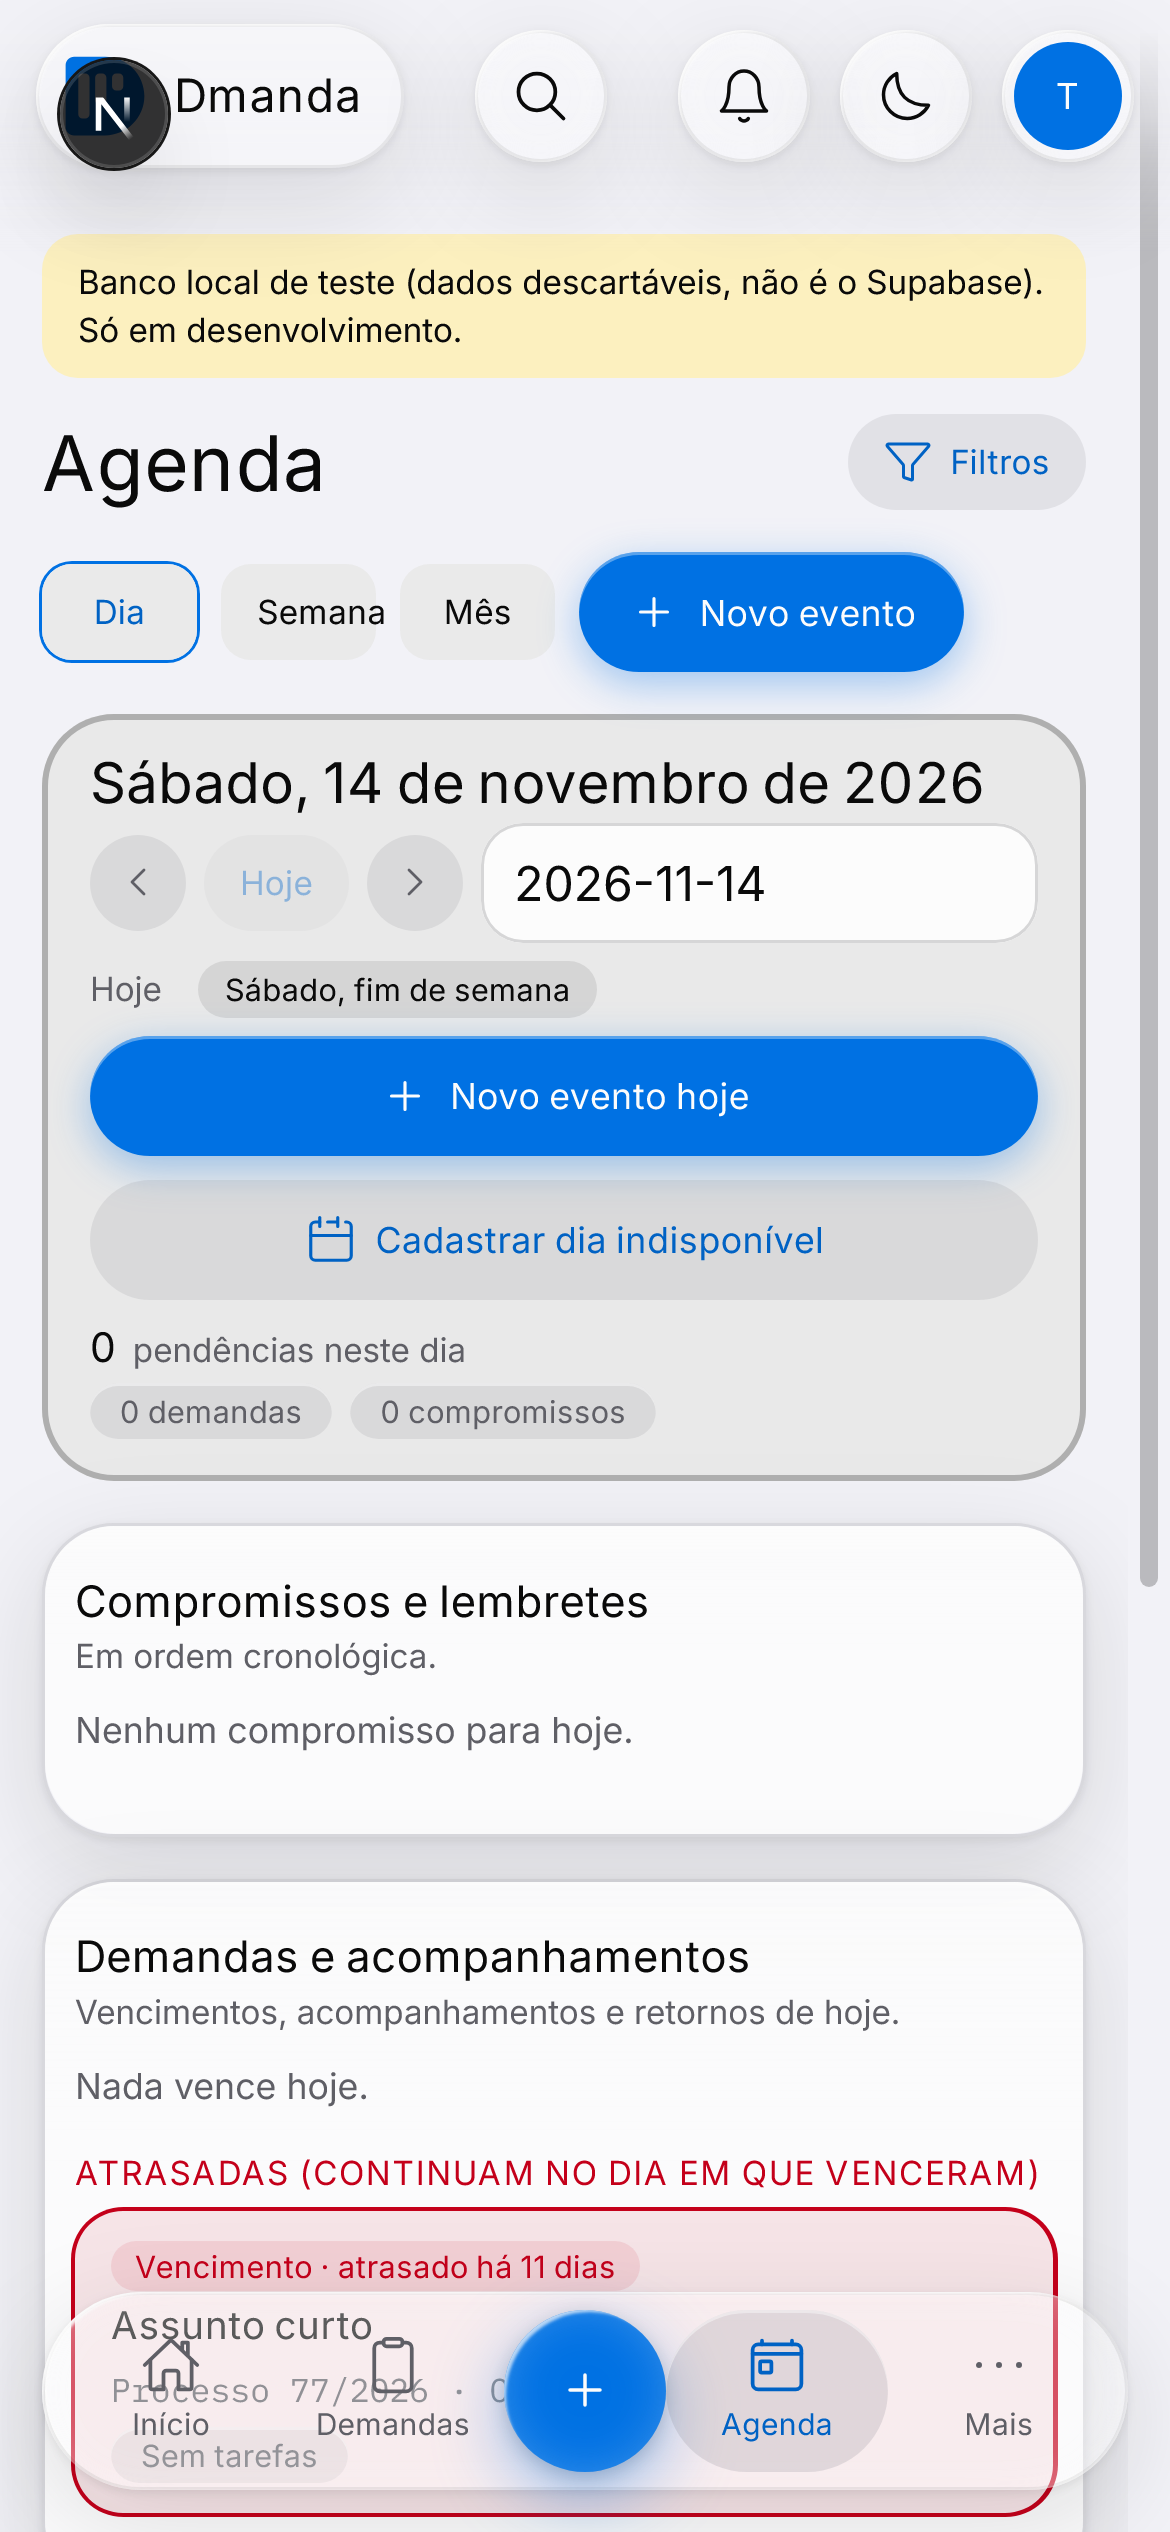 N
Dmanda
T
Banco local de teste (dados descartáveis, não é o Supabase).
Só em desenvolvimento.
Agenda
Filtros
Dia
Semana
Mês
Novo evento
Sábado, 14 de novembro de 2026
Hoje
2026-11-14
Hoje
Sábado, fim de semana
Novo evento hoje
Cadastrar dia indisponível
0 pendências neste dia
0 demandas
0 compromissos
Compromissos e lembretes
Em ordem cronológica.
Nenhum compromisso para hoje.
Demandas e acompanhamentos
Vencimentos, acompanhamentos e retornos de hoje.
Nada vence hoje.
ATRASADAS (CONTINUAM NO DIA EM QUE VENCERAM)
Vencimento · atrasado há 11 dias
Assunto curto
Processo 77/2026 ·
Sem tarefas
Início
Demandas
Agenda
Mais